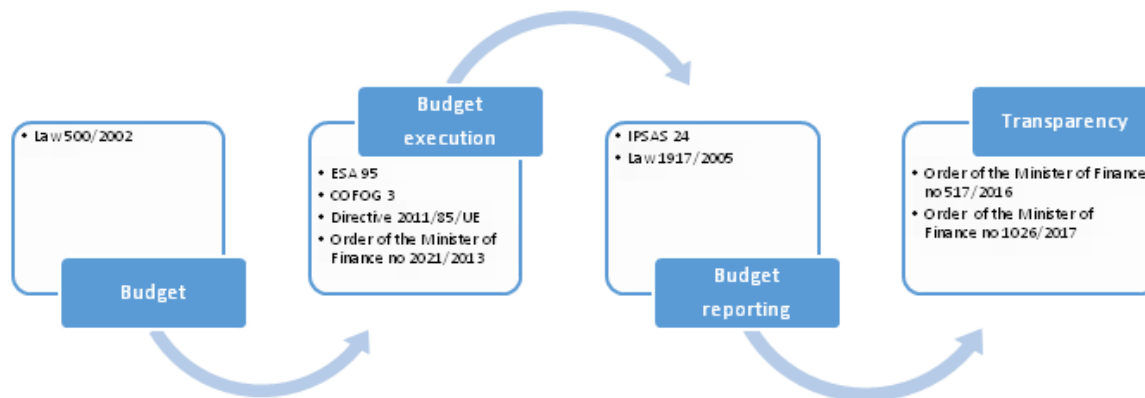 • Law 500/2002
Budget
Budget
execution
• ESA 95
• COFOG 3
• Directive 2011/85/UE
• Order of the Minister of
Finance no 2021/2013
• IPSAS 24
• Law 1917/2005
Budget
reporting
Transparency
• Order of the Minister of Finance
no 517/2016
• Order of the Minister of
Finance no 1026/2017